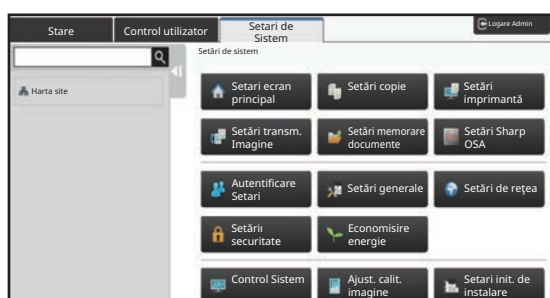 Stare
Control utilizator
Setari de
Sistem
Logare Admin
Setări de sistem
Harta site
Setari ecran
principal
Setări copie
Setări
imprimantă
Setări transm.
Imagine
Setări memorare
documente
Setări Sharp
OSA
Autentificare
Setari
Setări generale
Setări de reţea
Setării
securitate
Economisire
energie
Control Sistem
Ajust. calit.
imagine
Setari init. de
instalare